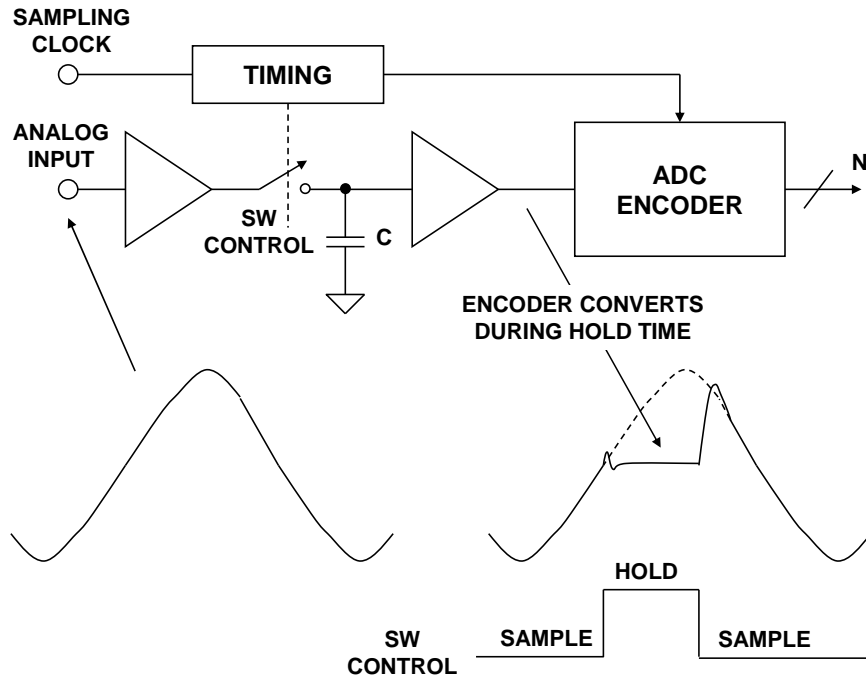 SAMPLING
CLOCK
TIMING
ANALOG
INPUT
ADC
ENCODER
N
SW
CONTROL
C
ENCODER CONVERTS
DURING HOLD TIME
HOLD
SW
CONTROL
SAMPLE
SAMPLE